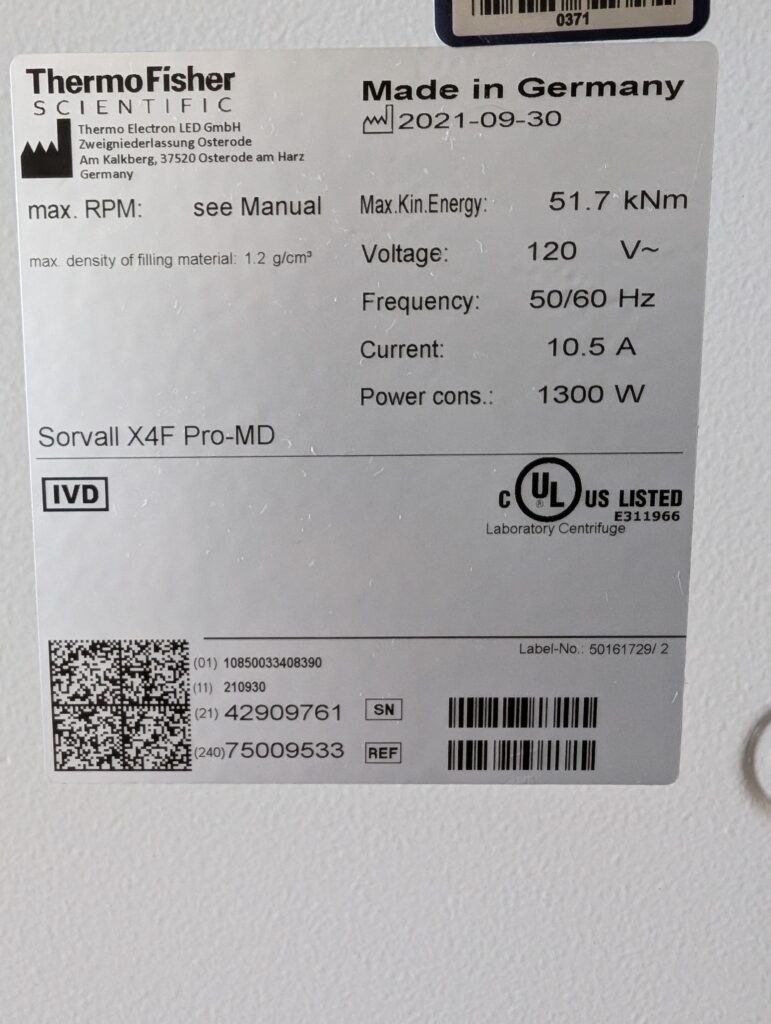 0371
ThermoFisher
SCIENTIFIC
Thermo Electron LED GmbH
Zweigniederlassung Osterode
Am Kalkberg, 37520 Osterode am Harz
Germany
Made in Germany
2021-09-30
max. RPM: see Manual
max. density of filling material: 1.2 g/cm³
Max.Kin.Energy: 51.7 kNm
Voltage: 120 V~
Frequency: 50/60 Hz
Current: 10.5 A
Power cons.: 1300 W
Sorvall X4F Pro-MD
IVD
C UL ® US LISTED
E311966
Laboratory Centrifuge
Label-No.: 50161729/ 2
(01) 10850033408390
(11) 210930
(21) 42909761 SN
(240) 75009533 REF